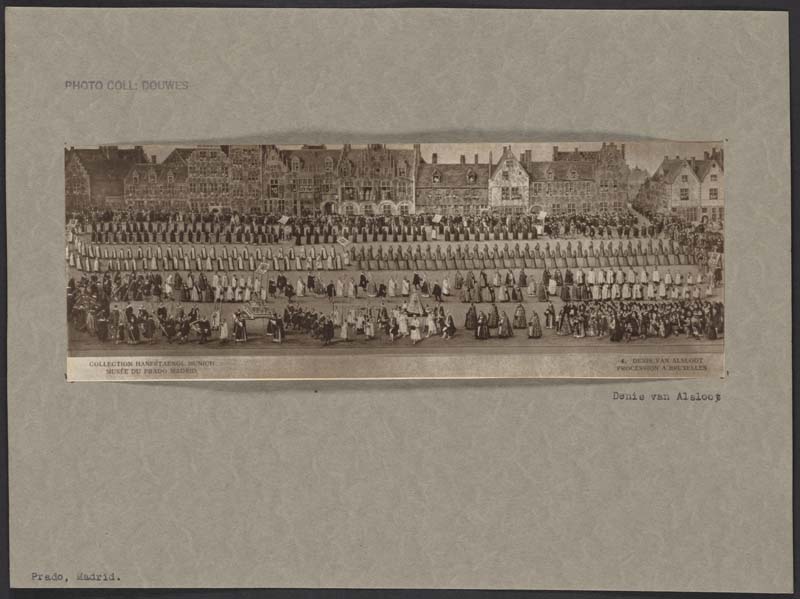 PHOTO COLL: DOUWES
COLLECTION HANFSTAENGL MUNICH
MUSÉE DU PRADO MADRID
4. DENIS VAN ALSLOOT
PROCESSION A BRUXELLES
Denis van Alsloot
Prado, Madrid.